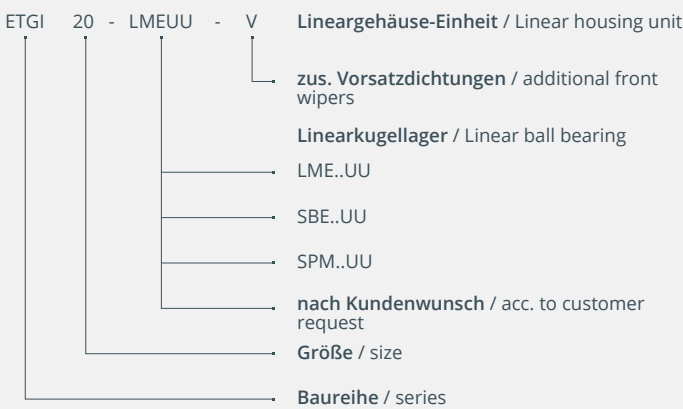 ETGI 20 - LMEUU - V Lineargehäuse-Einheit / Linear housing unit
zus. Vorsatzdichtungen / additional front
wipers
Linearkugellager / Linear ball bearing
LME..UU
SBE..UU
SPM..UU
nach Kundenwunsch / acc. to customer
request
Größe / size
Baureihe / series